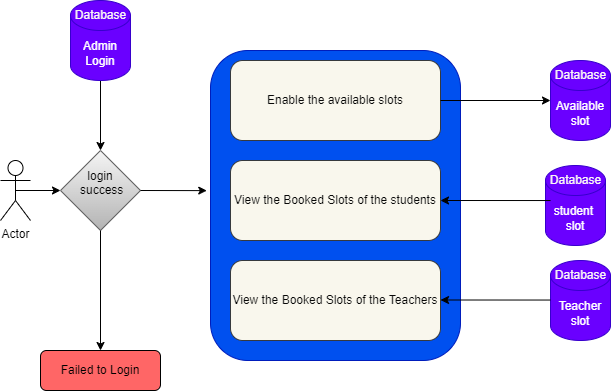 Database
Admin
Login
Enable the available slots
Database
Available
slot
login
success
Actor
View the Booked Slots of the students
Database
student
slot
View the Booked Slots of the Teachers
Database
Teacher
slot
Failed to Login